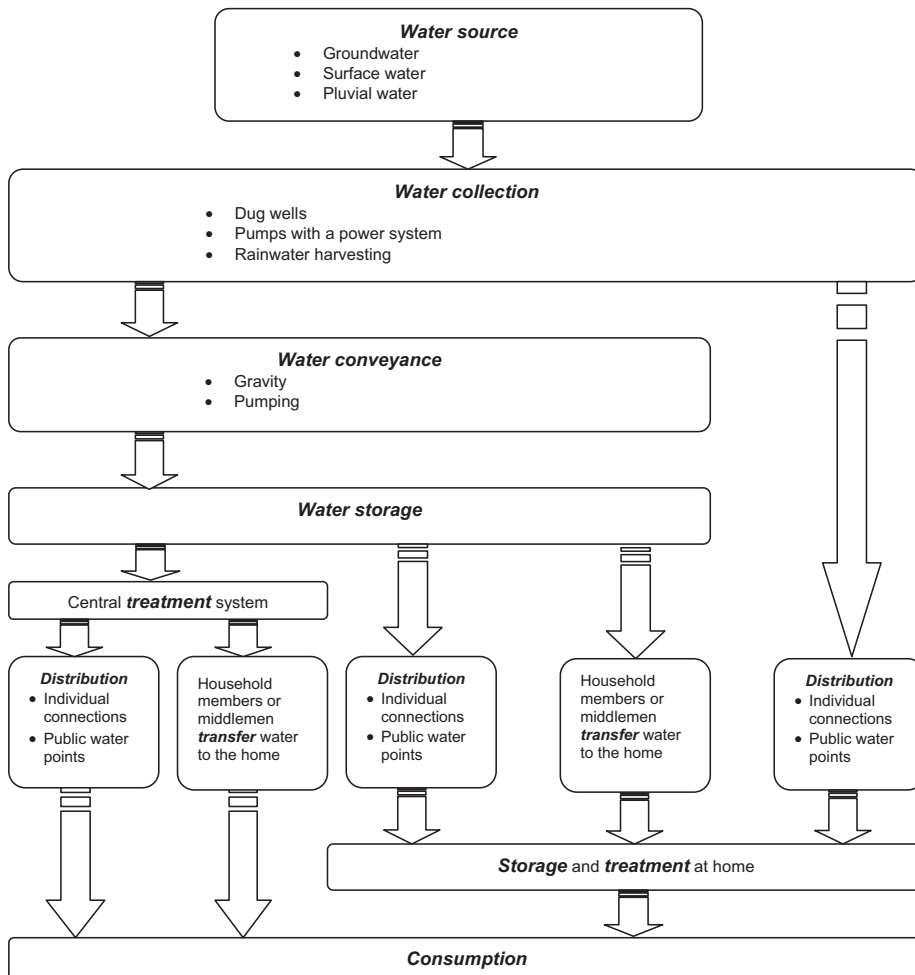 Water source
• Groundwater
• Surface water
• Pluvial water
Water collection
• Dug wells
• Pumps with a power system
• Rainwater harvesting
Water conveyance
• Gravity
• Pumping
Water storage
Central treatment system
Distribution
• Individual
connections
• Public water
points
Household
members or
middlemen
transfer water
to the home
Distribution
• Individual
connections
• Public water
points
Household
members or
middlemen
transfer water
to the home
Distribution
• Individual
connections
• Public water
points
Storage and treatment at home
Consumption